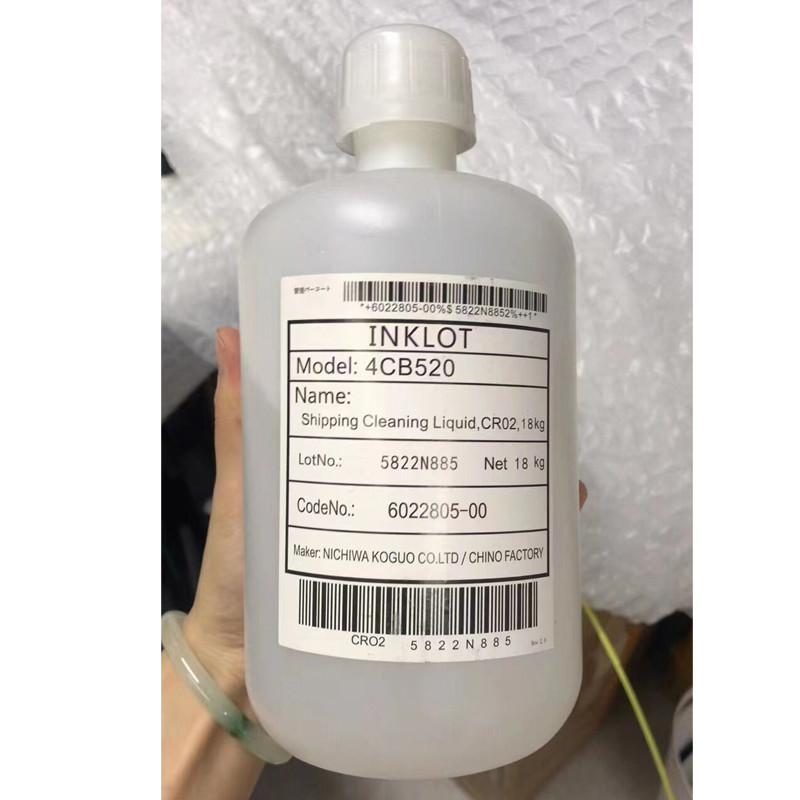 管理バーコード
*+6022805-00%$ 5822N8852%++1*
INKLOT
Model: 4CB520
Name:
Shipping Cleaning Liquid,CR02,18kg
LotNo.: 5822N885 Net 18 kg
CodeNo.: 6022805-00
Maker: NICHIWA KOGUO CO.LTD / CHINO FACTORY
CR02 5822N885